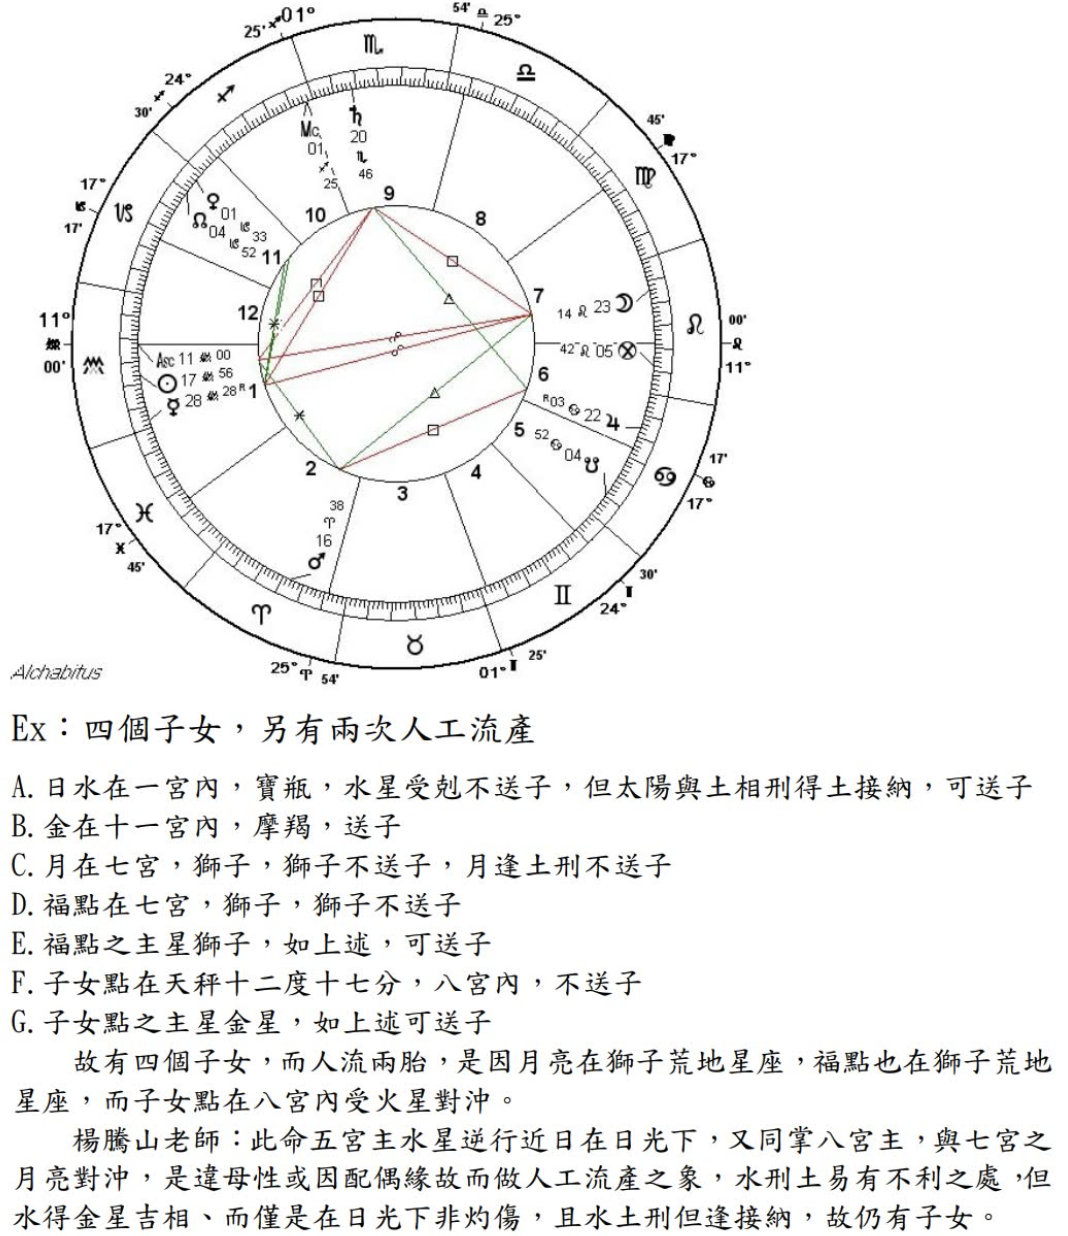 25' ♐ 01°
54' ♎ 25°
♏
♎
24° ♐ 30'
♐
45' ♍ 17°
♍
Mc 01 ♐ 25
♄ 20 ♏ 46
17° ♑ 17'
♑
♀ 01 ♑ 33
☊ 04 ♑ 52
10
9
8
11
12
7
14 ♌ 23 ☽
11° ♒ 00'
♒
♌
00' ♌ 11°
Asc 11 ♒ 00
☉ 17 ♒ 56
☿ 28 ♒ 28 R
42 ♌ 05 ⊗
1
6
R 03 ♋ 22 ♃
5
52 ♋ 04 ☋
2
3
4
♋
17' ♋ 17°
♓
17° ♓ 45'
38 ♈ 16 ♂
♈
♉
♊
30' ♊ 24°
25° ♈ 54'
01° ♊ 25'
Alchabitus
Ex：四個子女，另有兩次人工流產
A.日水在一宮內，寶瓶，水星受剋不送子，但太陽與土相刑得土接納，可送子
B.金在十一宮內，摩羯，送子
C.月在七宮，獅子，獅子不送子，月逢土刑不送子
D.福點在七宮，獅子，獅子不送子
E.福點之主星獅子，如上述，可送子
F.子女點在天秤十二度十七分，八宮內，不送子
G.子女點之主星金星，如上述可送子
故有四個子女，而人流兩胎，是因月亮在獅子荒地星座，福點也在獅子荒地
星座，而子女點在八宮內受火星對沖。
楊騰山老師：此命五宮主水星逆行近日在日光下，又同掌八宮主，與七宮之
月亮對沖，是違母性或因配偶緣故而做人工流產之象，水刑土易有不利之處，但
水得金星吉相、而僅是在日光下非灼傷，且水土刑但逢接納，故仍有子女。